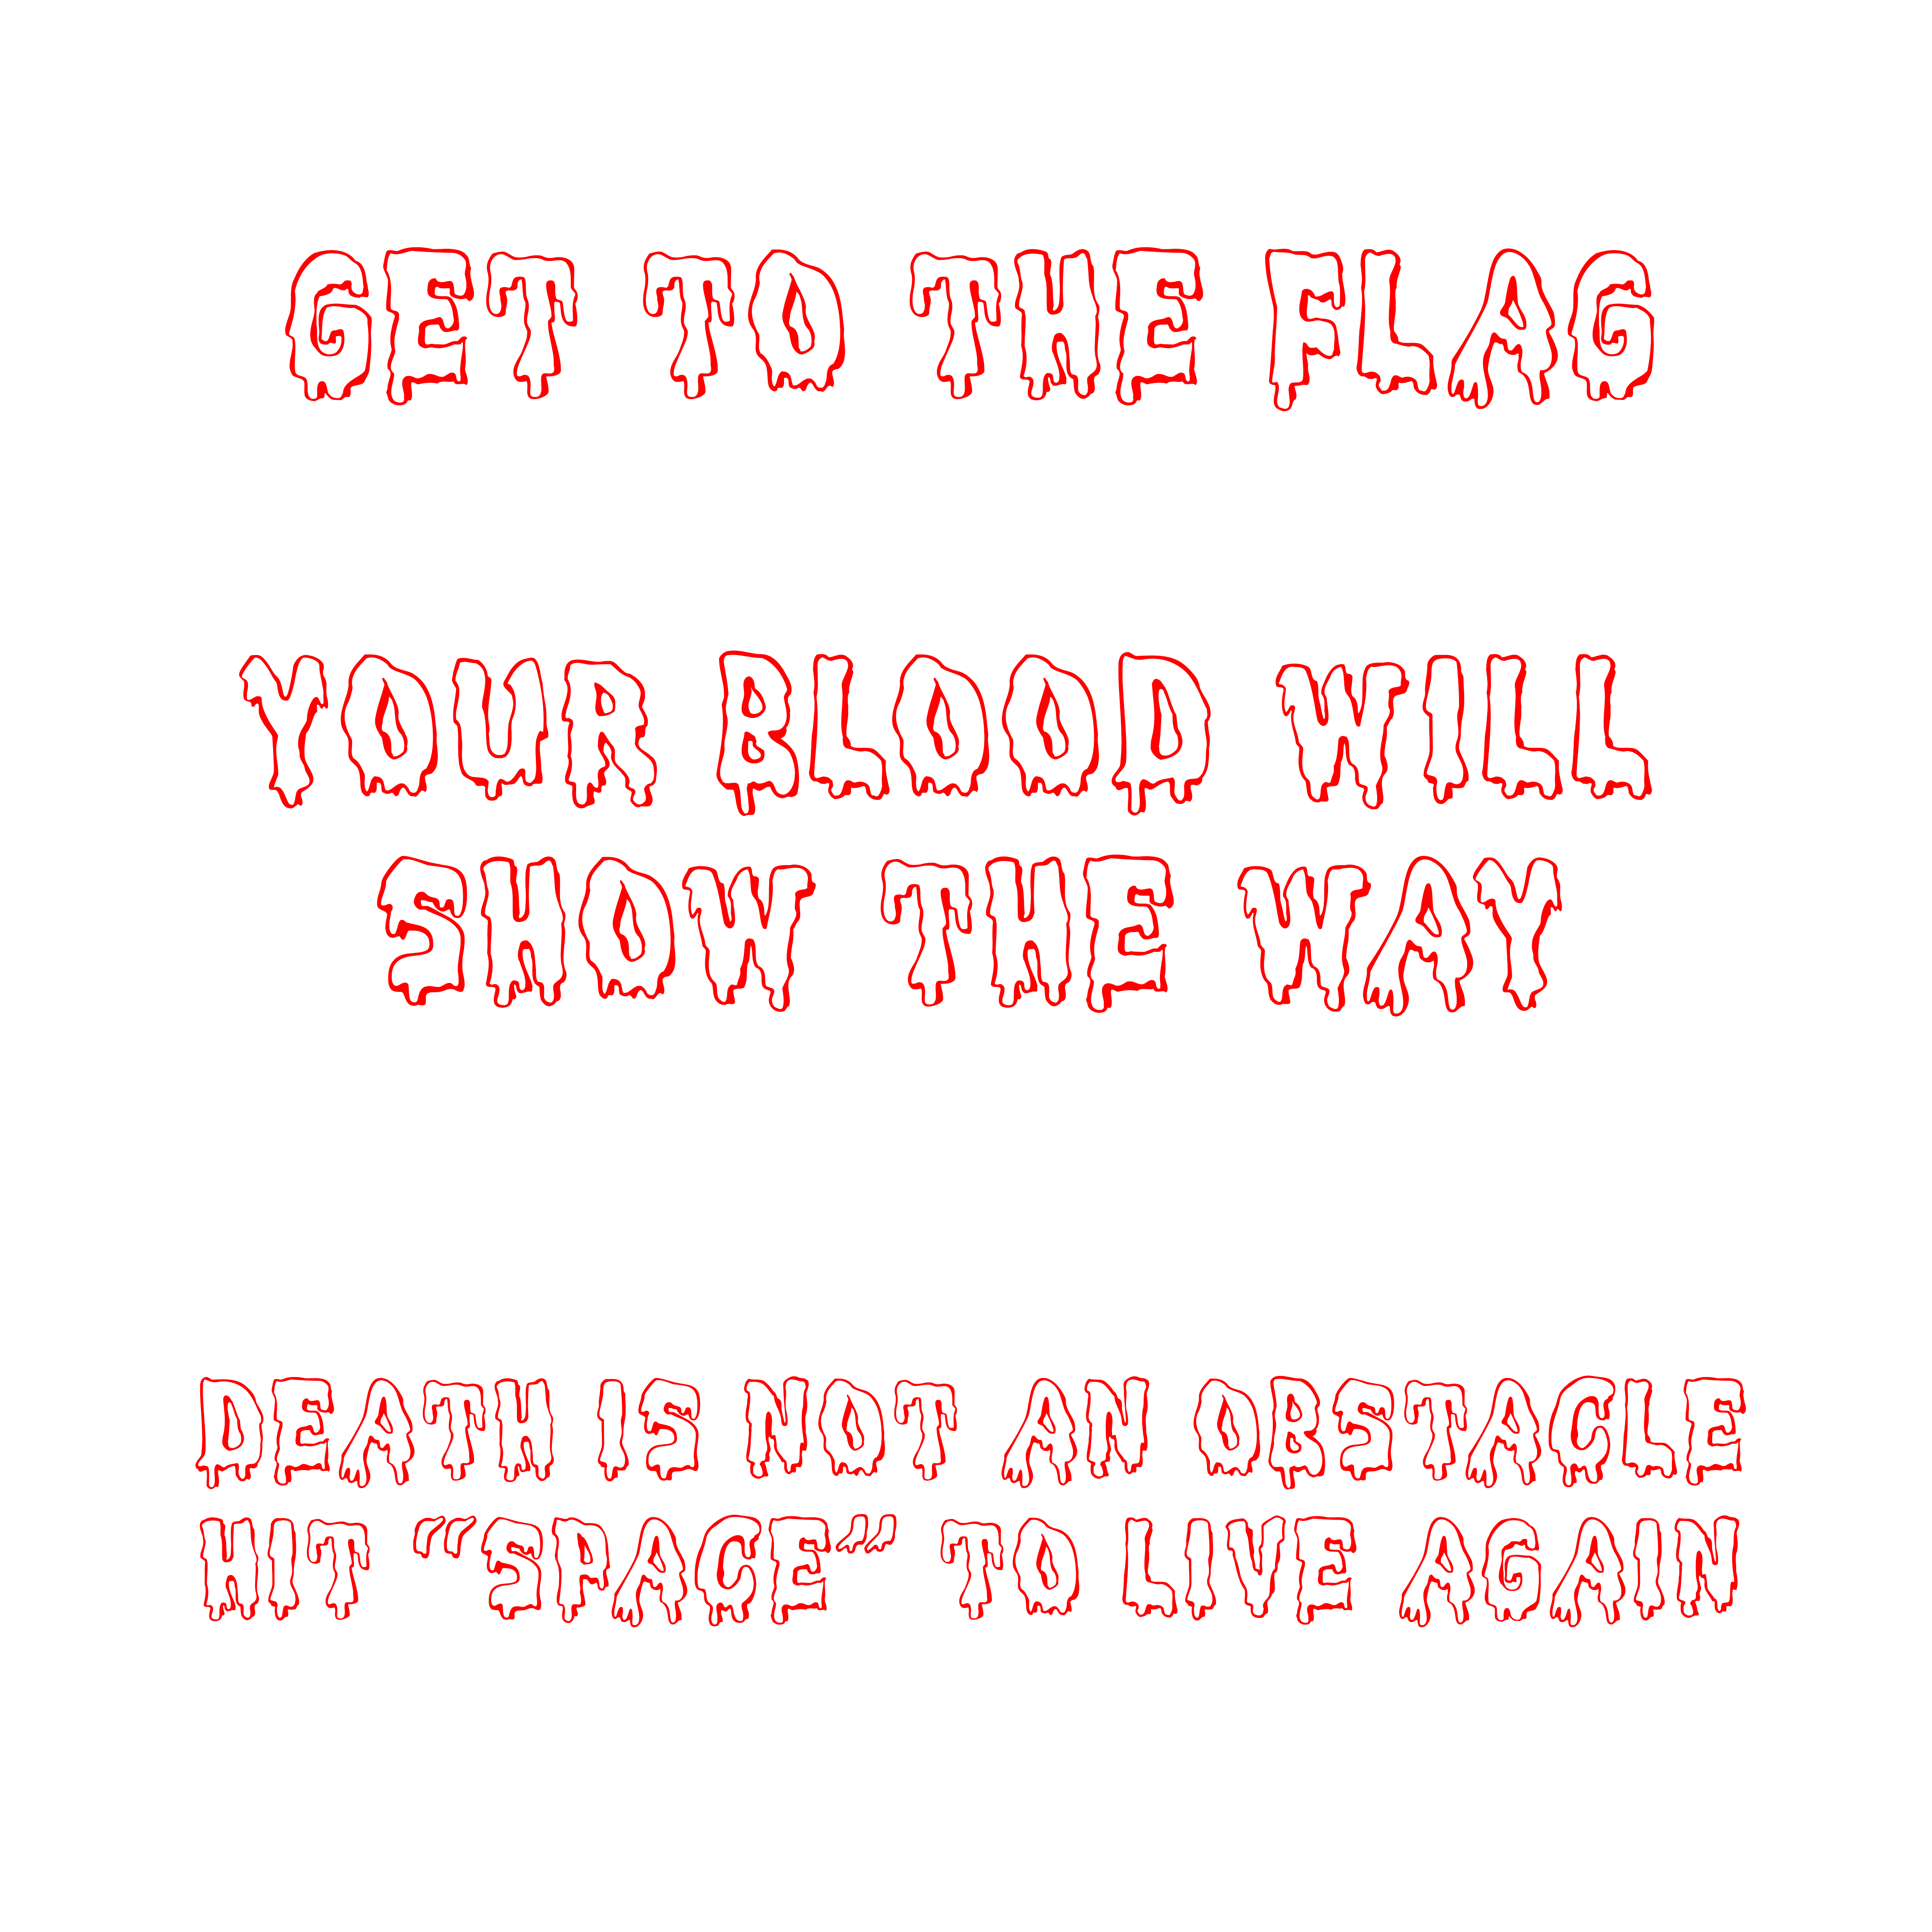 GET TO THE FLAG
YOUR BLOOD WILL
SHOW THE WAY
DEATH IS NOT AN OBSTACLE
HIT “SPACE” TO LIVE AGAIN